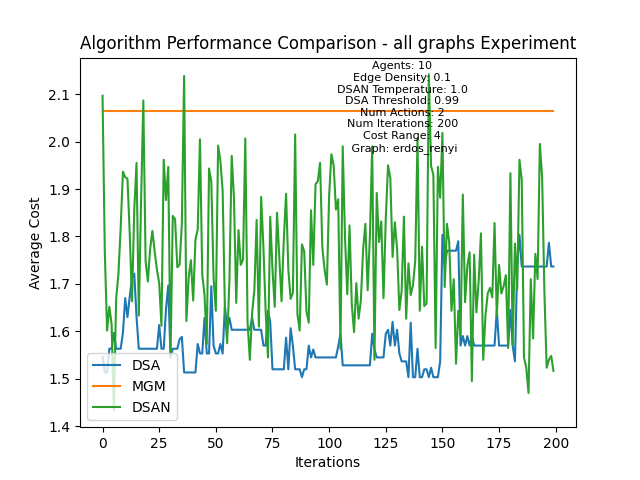 Algorithm Performance Comparison - all graphs Experiment
Agents: 10
Edge Density: 0.1
DSAN Temperature: 1.0
DSA Threshold: 0.99
Num Actions: 2
Num Iterations: 200
Cost Range: 4
Graph: erdos_renyi
Average Cost
2.1
2.0
1.9
1.8
1.7
1.6
1.5
1.4
DSA
MGM
DSAN
0 25 50 75 100 125 150 175 200
Iterations